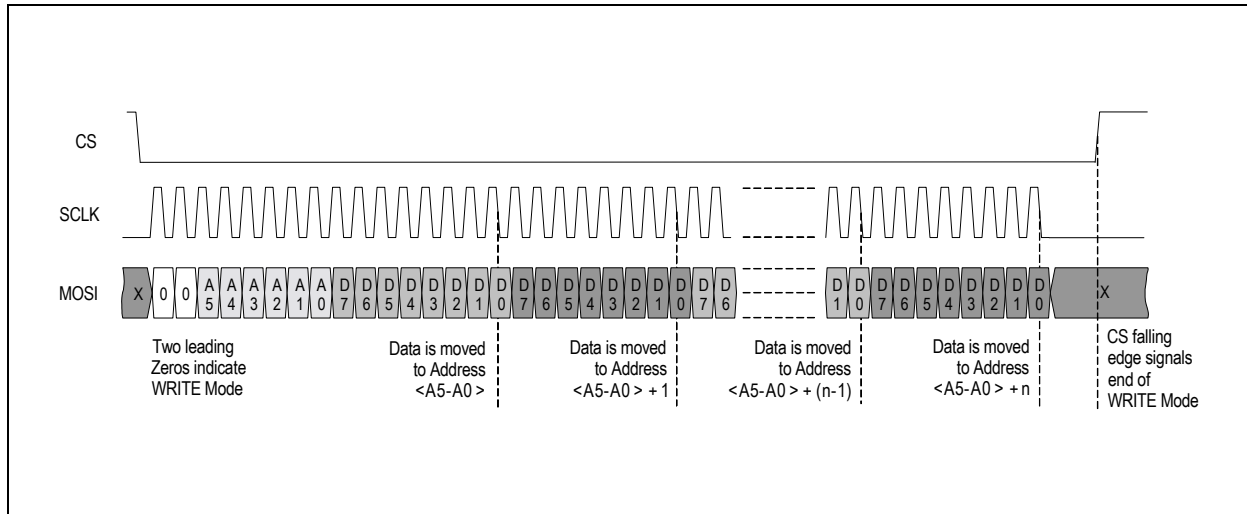 CS
SCLK
MOSI
X 0 0 A5 A4 A3 A2 A1 A0 D7 D6 D5 D4 D3 D2 D1 D0 D7 D6 D5 D4 D3 D2 D1 D0 D7 D6 D1 D0 D7 D6 D5 D4 D3 D2 D1 D0 X
Two leading
Zeros indicate
WRITE Mode
Data is moved
to Address
<A5-A0 >
Data is moved
to Address
<A5-A0 > + 1
Data is moved
to Address
<A5-A0 > + (n-1)
Data is moved
to Address
<A5-A0 > +n
CS falling
edge signals
end of
WRITE Mode